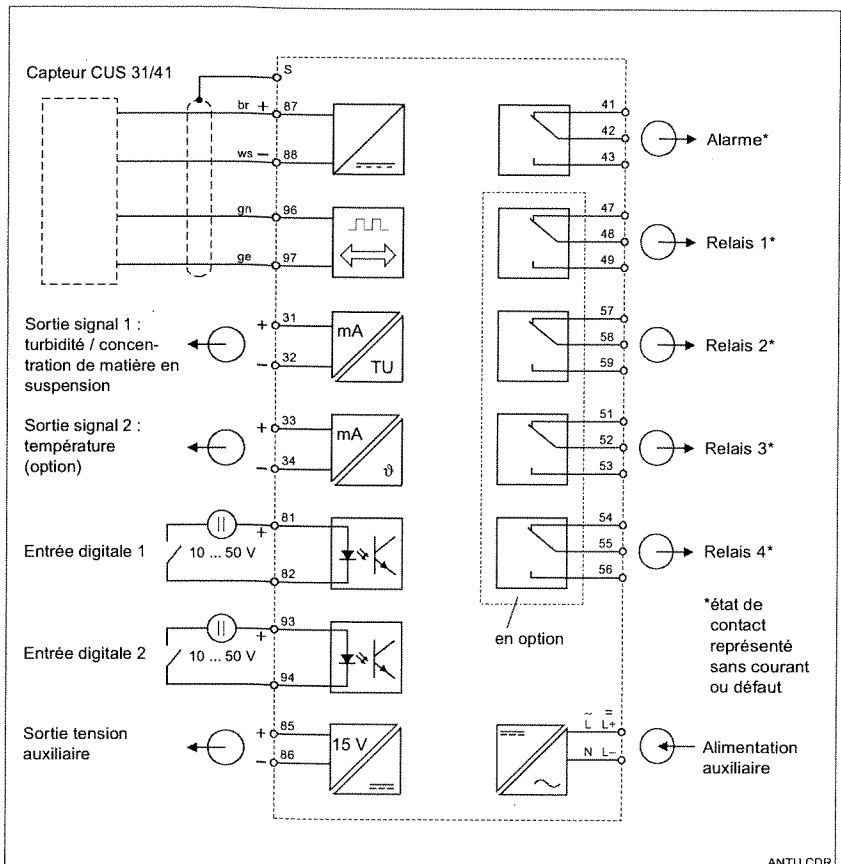 Capteur CUS 31/41
S
br + 87
ws – 88
gn 96
ge 97
Sortie signal 1 :
turbidité / concen-
tration de matière en
suspension
+ 31
– 32
mA
TU
Sortie signal 2 :
température
(option)
+ 33
– 34
mA
ϑ
Entrée digitale 1
10 ... 50 V
81
+
82
Entrée digitale 2
10 ... 50 V
93
+
94
Sortie tension
auxiliaire
+ 85
– 86
15 V
41
42
43
Alarme*
47
48
49
Relais 1*
57
58
59
Relais 2*
51
52
53
Relais 3*
54
55
56
Relais 4*
en option
*état de
contact
représenté
sans courant
ou défaut
~ =
L L+
N L–
Alimentation
auxiliaire
ANTU.CDR